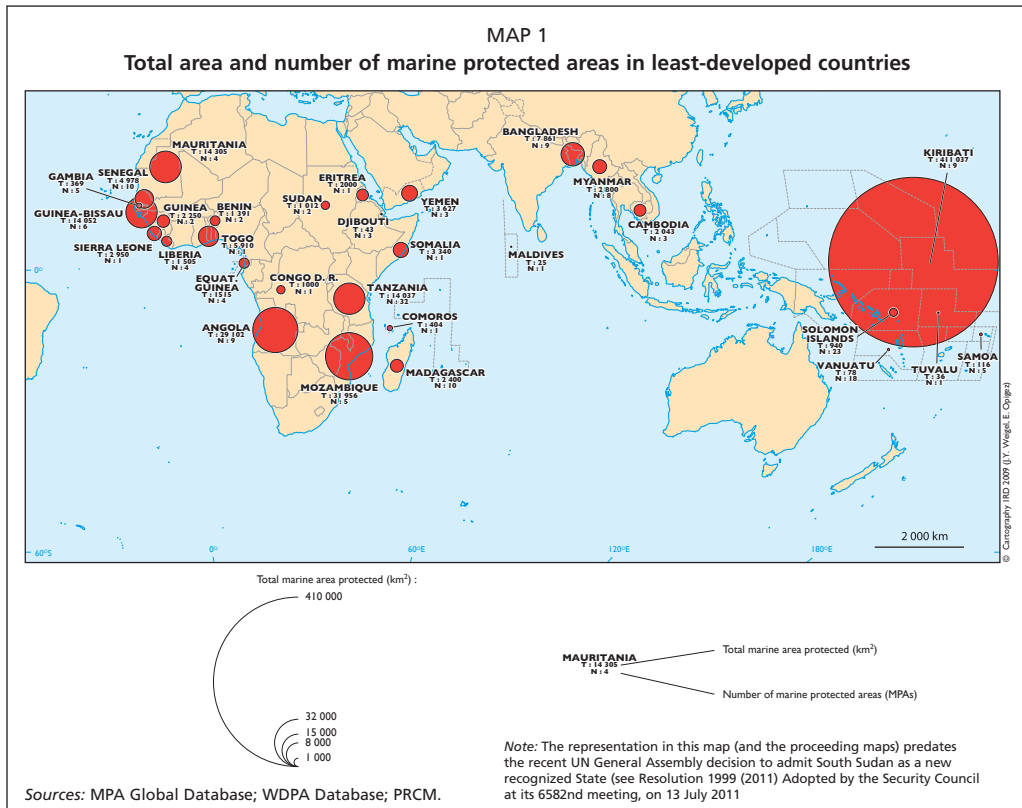 MAP 1
Total area and number of marine protected areas in least-developed countries
MAURITANIA
T : 14 305
N : 4
SENEGAL
T : 4 978
N : 10
GAMBIA
T : 369
N : 5
GUINEA-BISSAU
T : 14 052
N : 6
GUINEA
T : 2 250
N : 2
BENIN
T : 1 391
N : 2
SIERRA LEONE
T : 2 950
N : 1
LIBERIA
T : 1 505
N : 4
TOGO
T : 5 910
N : 1
EQUAT.
GUINEA
T : 1515
N : 4
CONGO D. R.
T : 1000
N : 1
ANGOLA
T : 29 102
N : 9
SUDAN
T : 1 012
N : 2
ERITREA
T : 2000
N : 1
DJIBOUTI
T : 43
N : 3
YEMEN
T : 3 627
N : 3
SOMALIA
T : 3 340
N : 1
TANZANIA
T : 14 037
N : 32
COMOROS
T : 404
N : 1
MOZAMBIQUE
T : 31 956
N : 5
MADAGASCAR
T : 2 400
N : 10
BANGLADESH
T : 7 861
N : 9
MYANMAR
T : 2 800
N : 8
CAMBODIA
T : 2 043
N : 3
MALDIVES
T : 25
N : 1
KIRIBATI
T : 411 037
N : 9
SOLOMON
ISLANDS
T : 940
N : 23
VANUATU
T : 78
N : 18
TUVALU
T : 36
N : 1
SAMOA
T : 116
N : 5
0°
60°S
0°
60°E
120°E
180°E
2 000 km
© Cartography IRD 2009 (J.Y. Weigel, E. Opigez)
Total marine area protected (km²) :
410 000
32 000
15 000
8 000
1 000
MAURITANIA
T : 14 305
N : 4
Total marine area protected (km²)
Number of marine protected areas (MPAs)
Note: The representation in this map (and the proceeding maps) predates
the recent UN General Assembly decision to admit South Sudan as a new
recognized State (see Resolution 1999 (2011) Adopted by the Security Council
at its 6582nd meeting, on 13 July 2011
Sources: MPA Global Database; WDPA Database; PRCM.